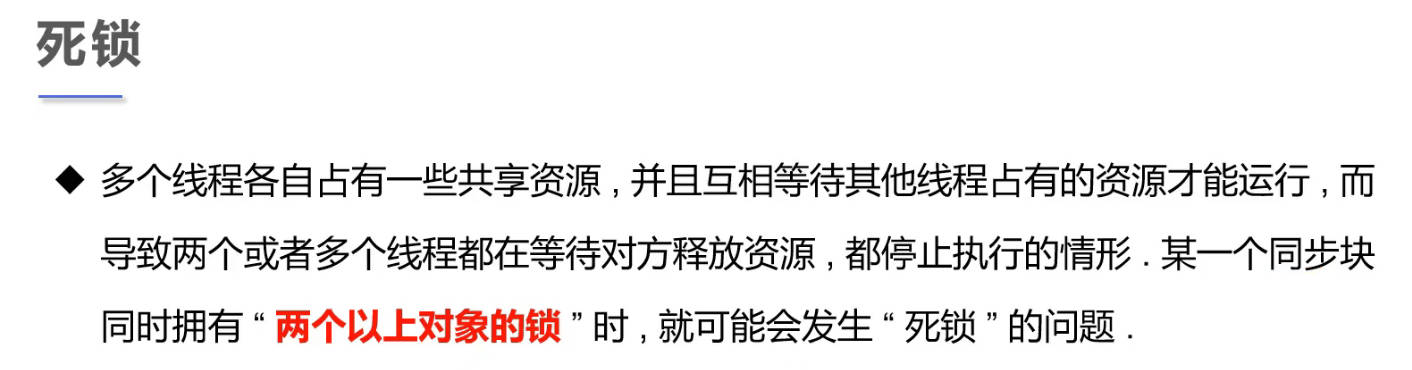 死锁
◆ 多个线程各自占有一些共享资源 , 并且互相等待其他线程占有的资源才能运行 , 而
导致两个或者多个线程都在等待对方释放资源 , 都停止执行的情形 . 某一个同步块
同时拥有 “ 两个以上对象的锁 ” 时 , 就可能会发生 “ 死锁 ” 的问题 .